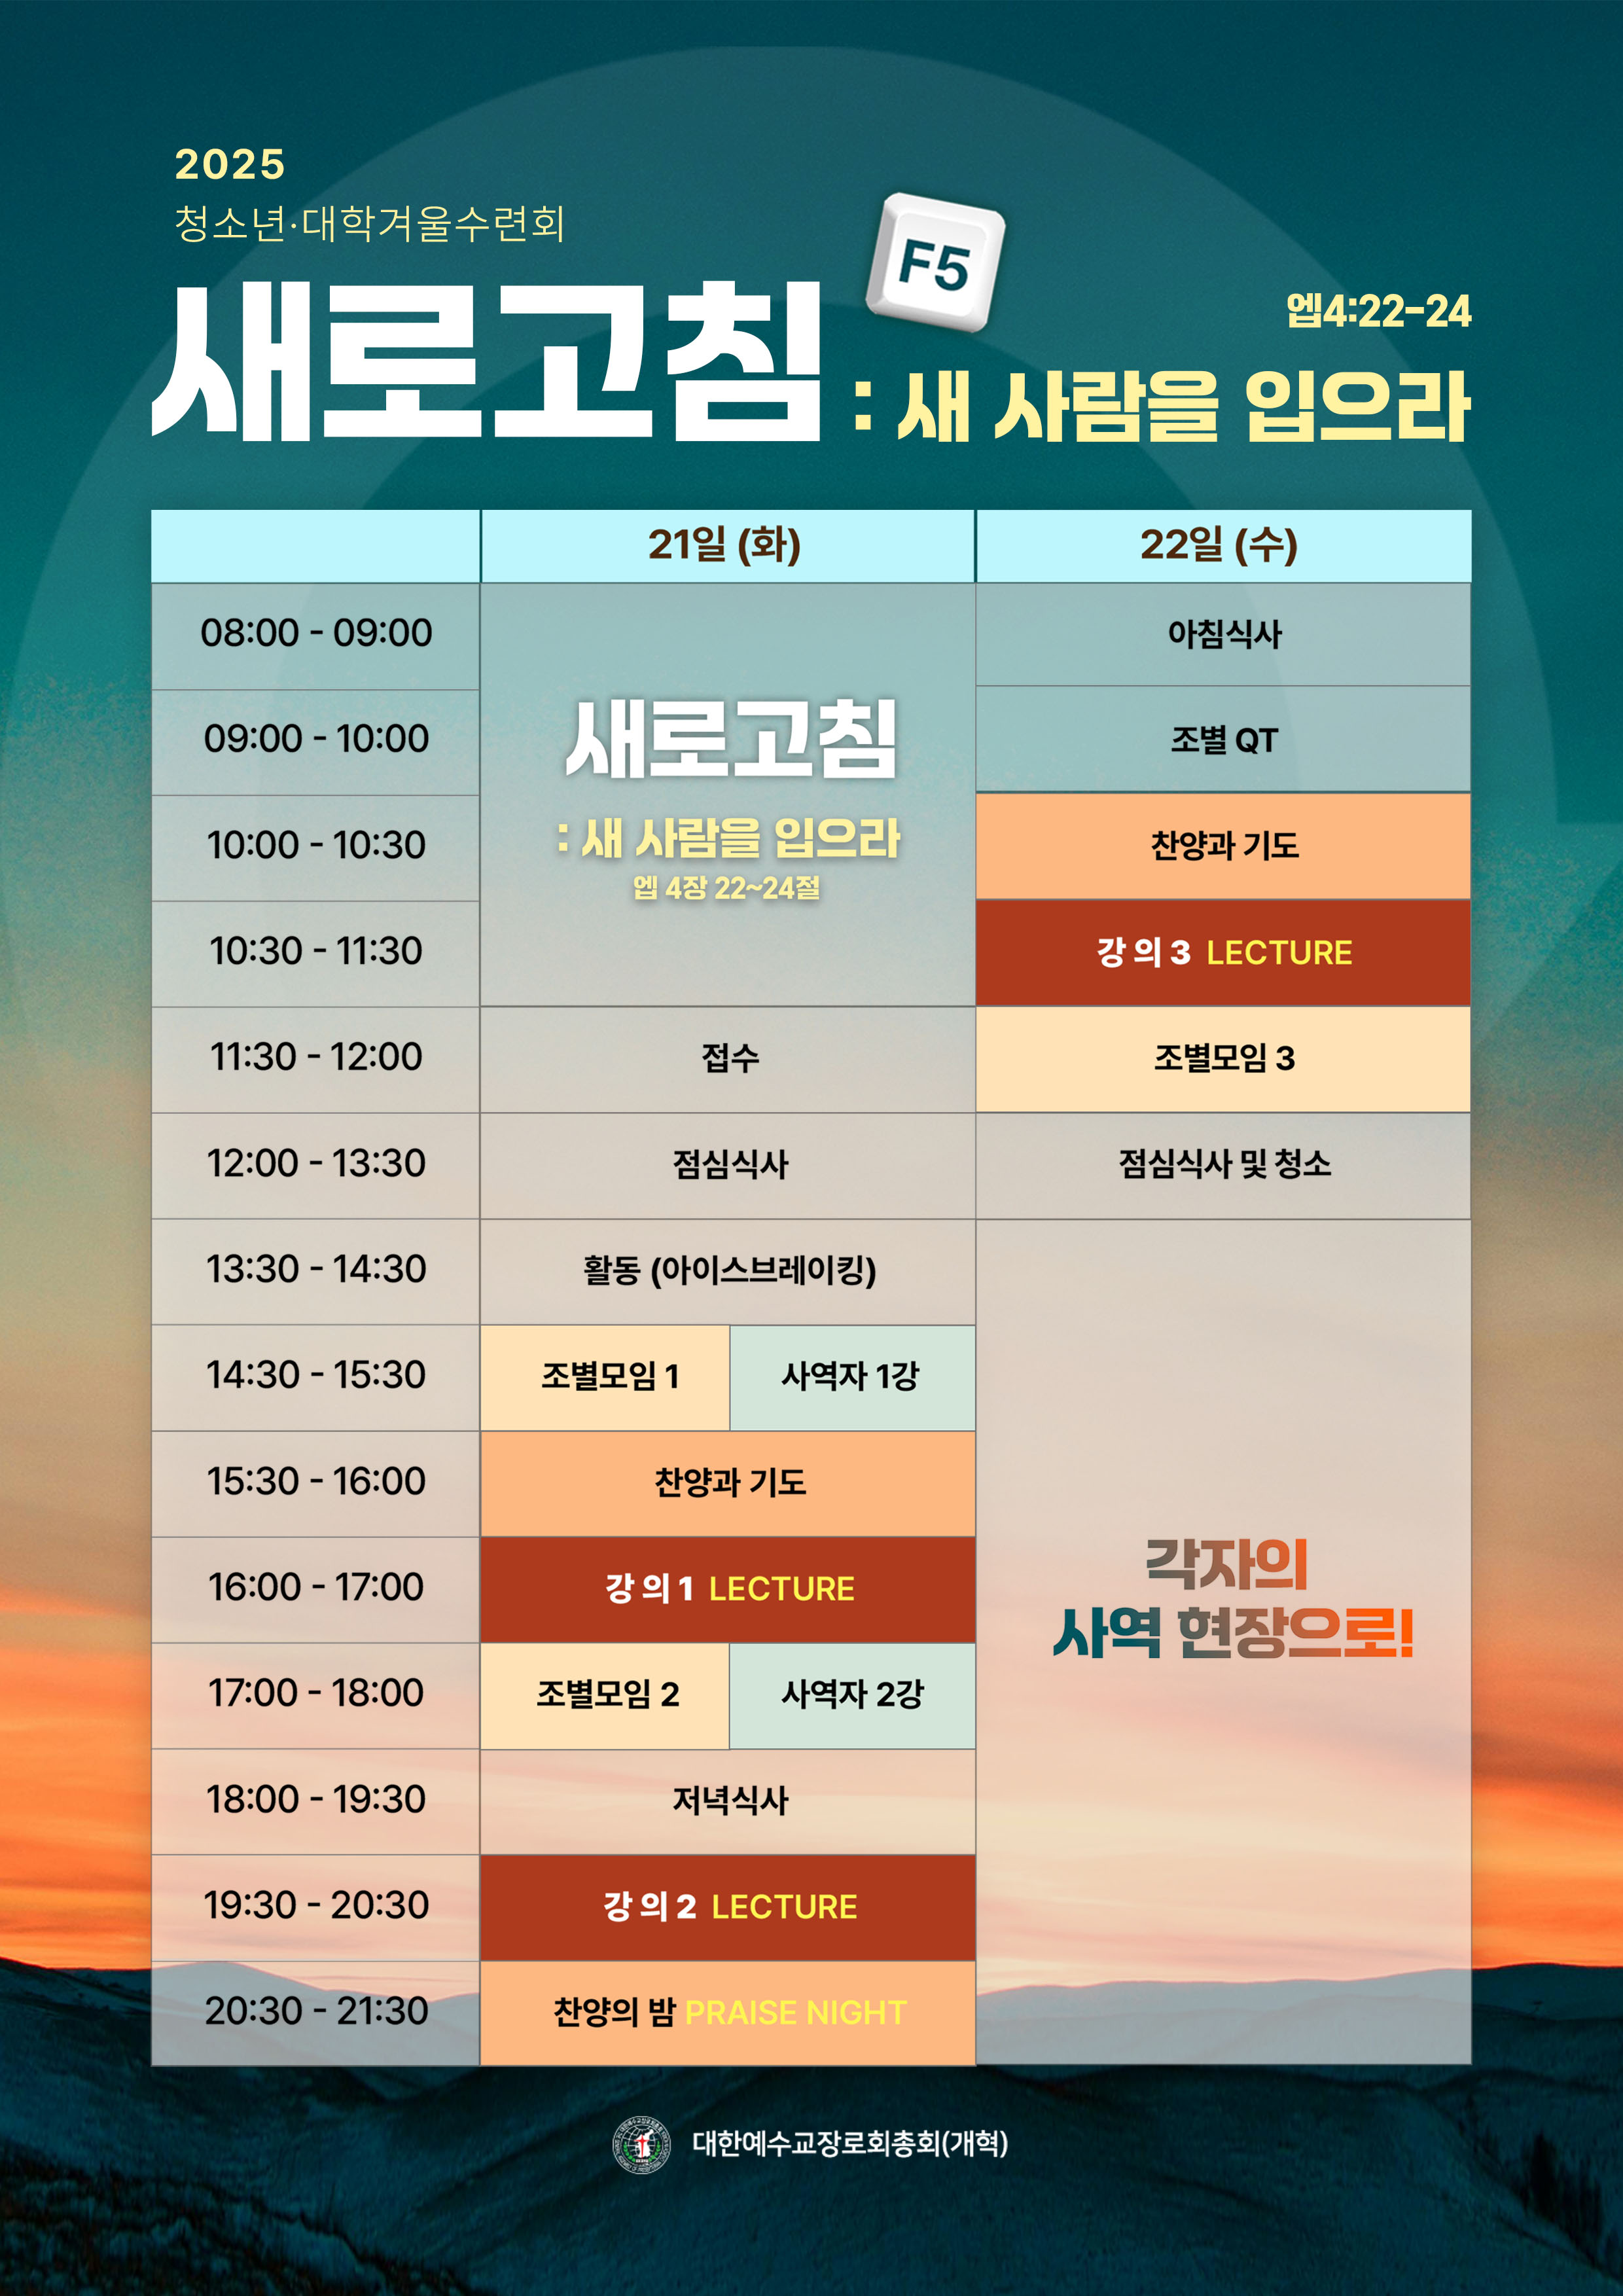 2025
청소년·대학겨울수련회
새로고침
F5
엡4:22-24
: 새 사람을 입으라
21일 (화)
22일 (수)
08:00 - 09:00
아침식사
09:00 - 10:00
조별 QT
새로고침
: 새 사람을 입으라
엡 4장 22~24절
10:00 - 10:30
찬양과 기도
10:30 - 11:30
강 의 3 LECTURE
11:30 - 12:00
접수
조별모임 3
12:00 - 13:30
점심식사
점심식사 및 청소
13:30 - 14:30
활동 (아이스브레이킹)
14:30 - 15:30
조별모임 1
사역자 1강
15:30 - 16:00
찬양과 기도
16:00 - 17:00
강 의 1 LECTURE
각자의
사역 현장으로!
17:00 - 18:00
조별모임 2
사역자 2강
18:00 - 19:30
저녁식사
19:30 - 20:30
강 의 2 LECTURE
20:30 - 21:30
찬양의 밤 PRAISE NIGHT
대한예수교장로회총회(개혁)